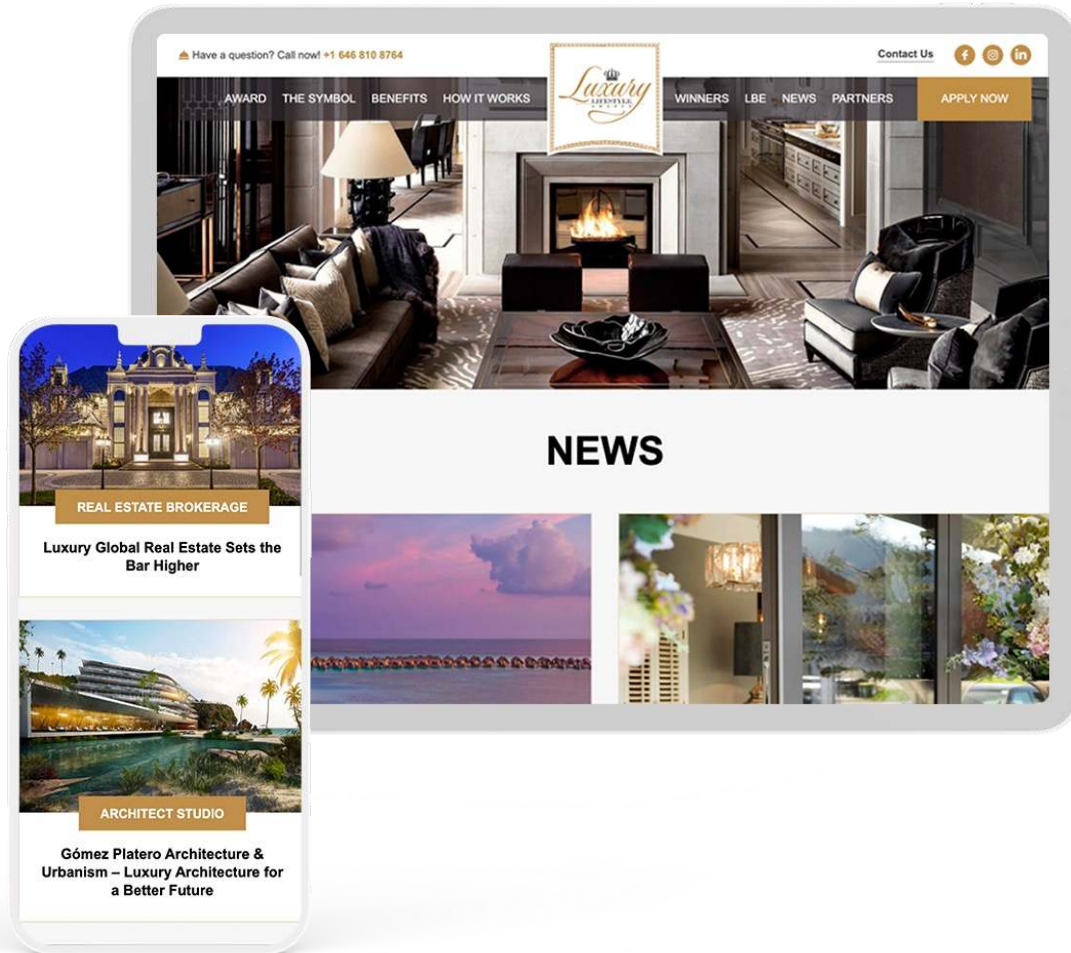 Have a question? Call now! +1 646 810 8764
Contact Us
AWARD THE SYMBOL BENEFITS HOW IT WORKS
Luxury
LIFESTYLE
AWARDS
WINNERS LBE NEWS PARTNERS
APPLY NOW
NEWS
REAL ESTATE BROKERAGE
Luxury Global Real Estate Sets the
Bar Higher
ARCHITECT STUDIO
Gómez Platero Architecture &
Urbanism – Luxury Architecture for
a Better Future